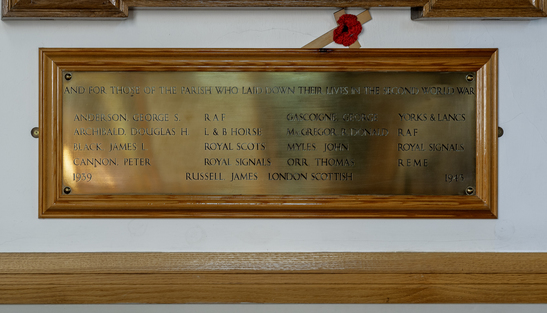 AND FOR THOSE OF THE PARISH WHO LAID DOWN THEIR LIVES IN THE SECOND WORLD WAR
ANDERSON, GEORGE S. R.A.F. GASCOIGNE, GEORGE YORKS & LANCS
ARCHIBALD, DOUGLAS H. L & B HORSE McGREGOR P. DONALD R.A.F.
BLACK JAMES ROYAL SCOTS MYLES JOHN ROYAL SIGNALS
CANNON, PETER ROYAL SIGNALS ORR THOMAS R.E.M.E.
1939 RUSSELL JAMES LONDON SCOTTISH